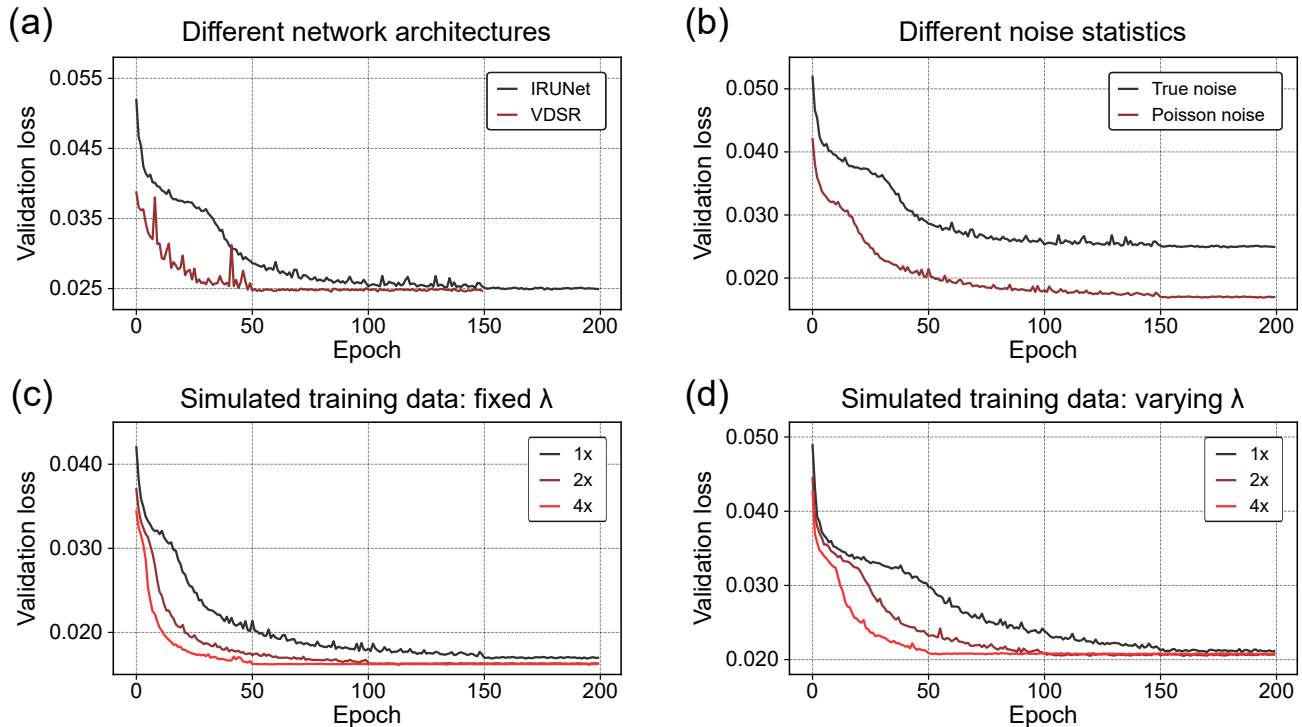 (a)
Different network architectures
Validation loss
0.055
0.045
0.035
0.025
IRUNet
VDSR
0
50
100
150
200
Epoch
(b)
Different noise statistics
Validation loss
0.050
0.040
0.030
0.020
True noise
Poisson noise
0
50
100
150
200
Epoch
(c)
Simulated training data: fixed λ
Validation loss
0.040
0.030
0.020
1x
2x
4x
0
50
100
150
200
Epoch
(d)
Simulated training data: varying λ
Validation loss
0.050
0.040
0.030
0.020
1x
2x
4x
0
50
100
150
200
Epoch